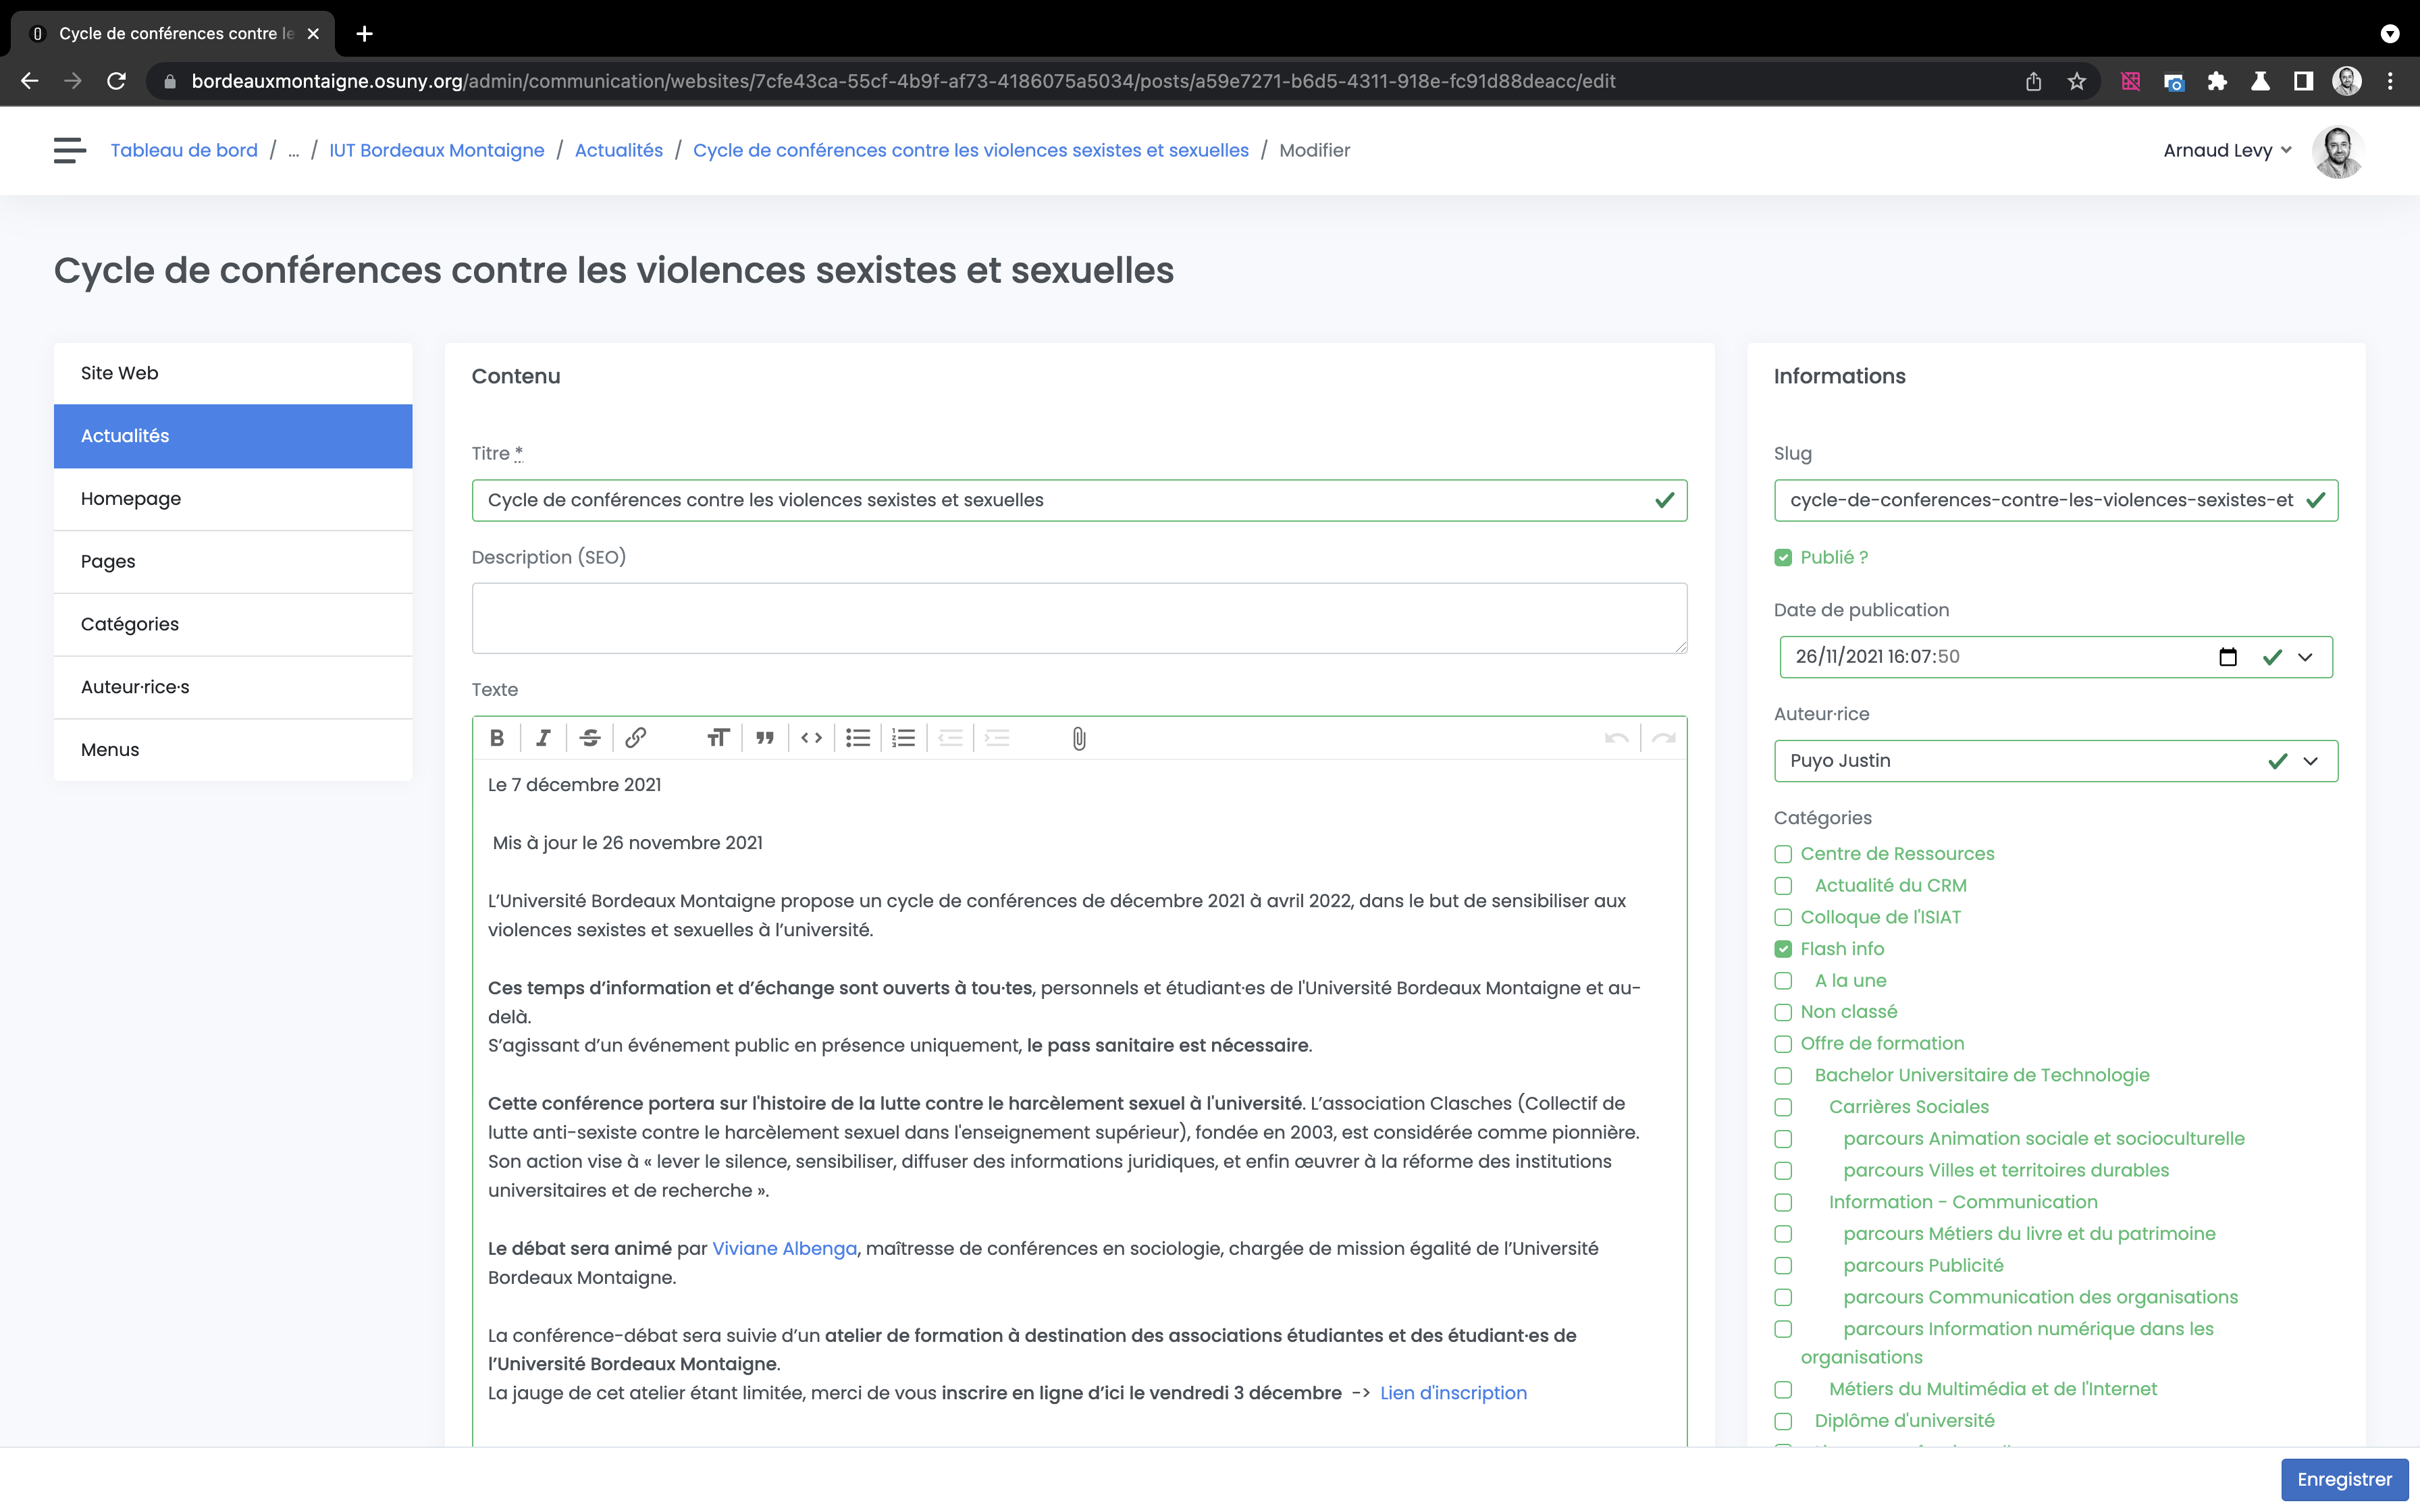 Cycle de conférences contre le
bordeauxmontaigne.osuny.org/admin/communication/websites/7cfe43ca-55cf-4b9f-af73-4186075a5034/posts/a59e7271-b6d5-4311-918e-fc91d88deacc/edit
Tableau de bord / ... / IUT Bordeaux Montaigne / Actualités / Cycle de conférences contre les violences sexistes et sexuelles / Modifier
Arnaud Levy
Cycle de conférences contre les violences sexistes et sexuelles
Site Web
Actualités
Homepage
Pages
Catégories
Auteur·rice·s
Menus
Contenu
Titre *
Cycle de conférences contre les violences sexistes et sexuelles
Description (SEO)
Texte
Le 7 décembre 2021
Mis à jour le 26 novembre 2021
L’Université Bordeaux Montaigne propose un cycle de conférences de décembre 2021 à avril 2022, dans le but de sensibiliser aux
violences sexistes et sexuelles à l’université.
Ces temps d’information et d’échange sont ouverts à tou·tes, personnels et étudiant·es de l'Université Bordeaux Montaigne et au-
delà.
S’agissant d’un événement public en présence uniquement, le pass sanitaire est nécessaire.
Cette conférence portera sur l'histoire de la lutte contre le harcèlement sexuel à l'université. L’association Clasches (Collectif de
lutte anti-sexiste contre le harcèlement sexuel dans l'enseignement supérieur), fondée en 2003, est considérée comme pionnière.
Son action vise à « lever le silence, sensibiliser, diffuser des informations juridiques, et enfin œuvrer à la réforme des institutions
universitaires et de recherche ».
Le débat sera animé par Viviane Albenga, maîtresse de conférences en sociologie, chargée de mission égalité de l’Université
Bordeaux Montaigne.
La conférence-débat sera suivie d’un atelier de formation à destination des associations étudiantes et des étudiant·es de
l’Université Bordeaux Montaigne.
La jauge de cet atelier étant limitée, merci de vous inscrire en ligne d’ici le vendredi 3 décembre -> Lien d'inscription
Informations
Slug
cycle-de-conferences-contre-les-violences-sexistes-et
Publié ?
Date de publication
26/11/2021 16:07:50
Auteur·rice
Puyo Justin
Catégories
Centre de Ressources
Actualité du CRM
Colloque de l'ISIAT
Flash info
A la une
Non classé
Offre de formation
Bachelor Universitaire de Technologie
Carrières Sociales
parcours Animation sociale et socioculturelle
parcours Villes et territoires durables
Information - Communication
parcours Métiers du livre et du patrimoine
parcours Publicité
parcours Communication des organisations
parcours Information numérique dans les
organisations
Métiers du Multimédia et de l'Internet
Diplôme d'université
Enregistrer